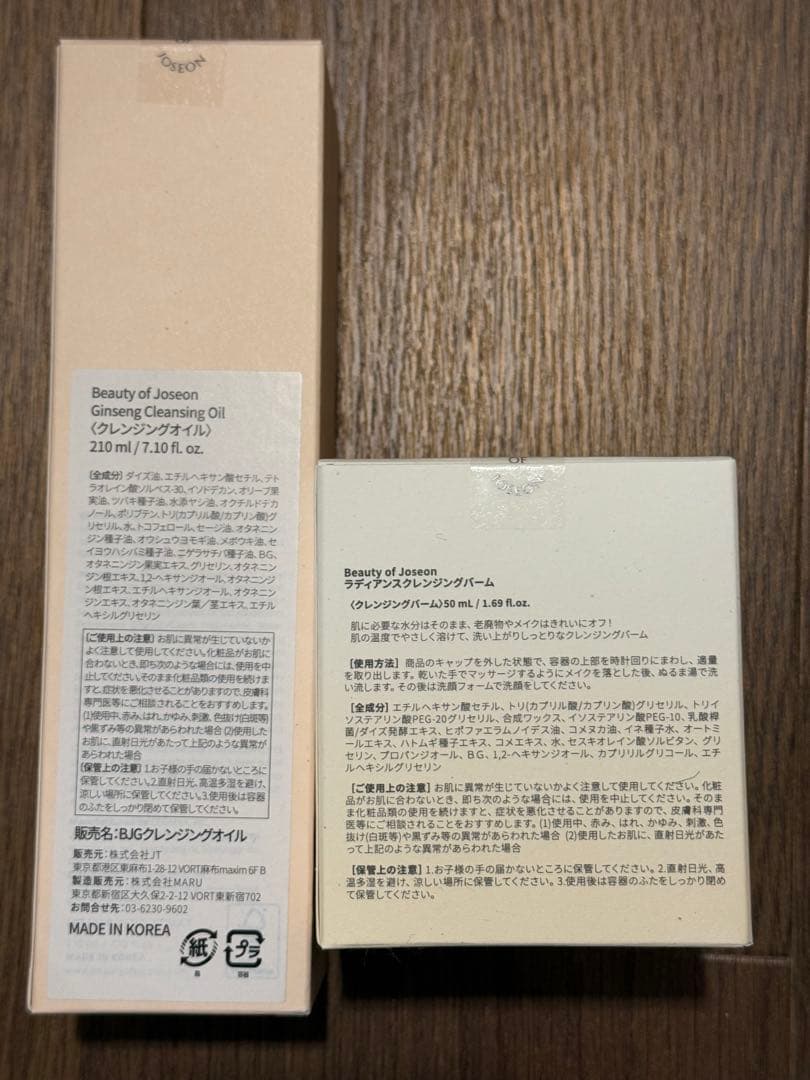 OF
JOSEON
Beauty of Joseon
Ginseng Cleansing Oil
〈クレンジングオイル〉
210 ml / 7.10 fl. oz.
[全成分] ダイズ油、エチルヘキサン酸セチル、テト
ラオレイン酸ソルベス-30、イソドデカン、オリーブ果
実油、ツバキ種子油、水添ヤシ油、オクチルドデカ
ノール、ポリブテン、トリ(カプリル酸/カプリン酸)グ
リセリル、水、トコフェロール、セージ油、オタネニン
ジン種子油、オウシュウヨモギ油、メボウキ油、セ
イヨウハシバミ種子油、ニゲラサチバ種子油、BG、
オタネニンジン果実エキス、グリセリン、オタネニン
ジン根エキス、1,2-ヘキサンジオール、オタネニンジ
ン根エキス、エチルヘキサンジオール、オタネニン
ジンエキス、オタネニンジン葉／茎エキス、エチル
ヘキシルグリセリン
[ご使用上の注意] お肌に異常が生じていないか
よく注意して使用してください。化粧品がお肌に
合わないとき、即ち次のような場合には、使用を中
止してください。そのまま化粧品類の使用を続けま
すと、症状を悪化させることがありますので、皮膚科
専門医等にご相談されることをおすすめします。
(1)使用中、赤み、はれ、かゆみ、刺激、色抜け(白斑等)
や黒ずみ等の異常があらわれた場合 (2)使用した
お肌に、直射日光があたって上記のような異常が
あらわれた場合
[保管上の注意] 1.お子様の手の届かないところに
保管してください。2.直射日光、高温多湿を避け、
涼しい場所に保管してください。3.使用後は容器
のふたをしっかり閉めて保管してください。
販売名：BJGクレンジングオイル
販売元：株式会社JT
東京都港区東麻布1-28-12 VORT麻布maxim 6F B
製造販売元：株式会社MARU
東京都新宿区大久保2-2-12 VORT東新宿702
お問合せ先：03-6230-9602
MADE IN KOREA
紙
プラ
OF
JOSEON
Beauty of Joseon
ラディアンスクレンジングバーム
〈クレンジングバーム〉50 mL / 1.69 fl.oz.
肌に必要な水分はそのまま、老廃物やメイクはきれいにオフ！
肌の温度でやさしく溶けて、洗い上がりしっとりなクレンジングバーム
[使用方法] 商品のキャップを外した状態で、容器の上部を時計回りにまわし、適量
を取り出します。乾いた手でマッサージするようにメイクを落とした後、ぬるま湯で洗
い流します。その後は洗顔フォームで洗顔をしてください。
[全成分] エチルヘキサン酸セチル、トリ(カプリル酸/カプリン酸)グリセリル、トリイ
ソステアリン酸PEG-20グリセリル、合成ワックス、イソステアリン酸PEG-10、乳酸桿
菌/ダイズ発酵エキス、ヒポファエラムノイデス油、コメヌカ油、イネ種子水、オートミ
ールエキス、ハトムギ種子エキス、コメエキス、水、セスキオレイン酸ソルビタン、グリ
セリン、プロパンジオール、BG、1,2-ヘキサンジオール、カプリリルグリコール、エチ
ルヘキシルグリセリン
[ご使用上の注意] お肌に異常が生じていないかよく注意して使用してください。化粧
品がお肌に合わないとき、即ち次のような場合には、使用を中止してください。そのま
ま化粧品類の使用を続けますと、症状を悪化させることがありますので、皮膚科専門
医等にご相談されることをおすすめします。(1)使用中、赤み、はれ、かゆみ、刺激、色
抜け(白斑等)や黒ずみ等の異常があらわれた場合 (2)使用したお肌に、直射日光があた
って上記のような異常があらわれた場合
[保管上の注意] 1.お子様の手の届かないところに保管してください。2.直射日光、高
温多湿を避け、涼しい場所に保管してください。3.使用後は容器のふたをしっかり閉め
て保管してください。